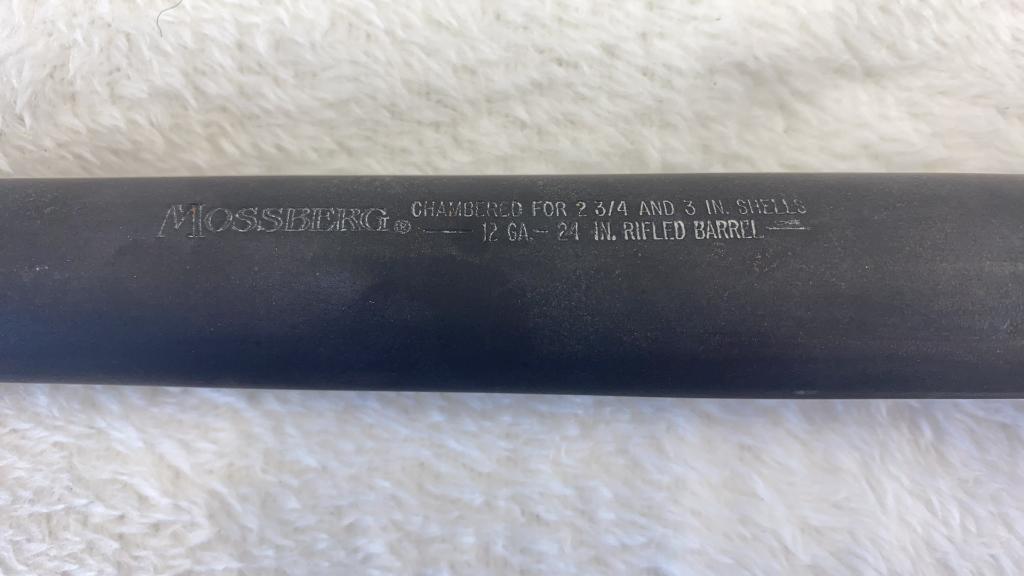 MOSSBERG® CHAMBERED FOR 2 3/4 AND 3 IN. SHELLS
12 GA. - 24 IN. RIFLED BARREL